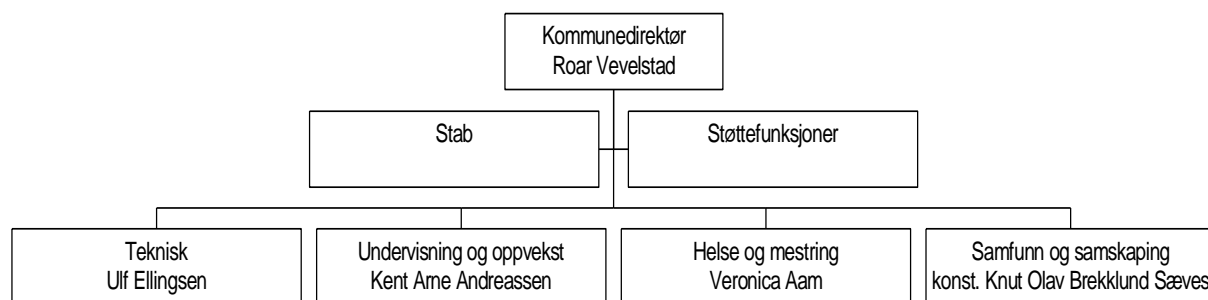 Kommunedirektør
Roar Vevelstad
Stab
Støttefunksjoner
Teknisk
Ulf Ellingsen
Undervisning og oppvekst
Kent Arne Andreassen
Helse og mestring
Veronica Aam
Samfunn og samskaping
konst. Knut Olav Brekklund Sæves